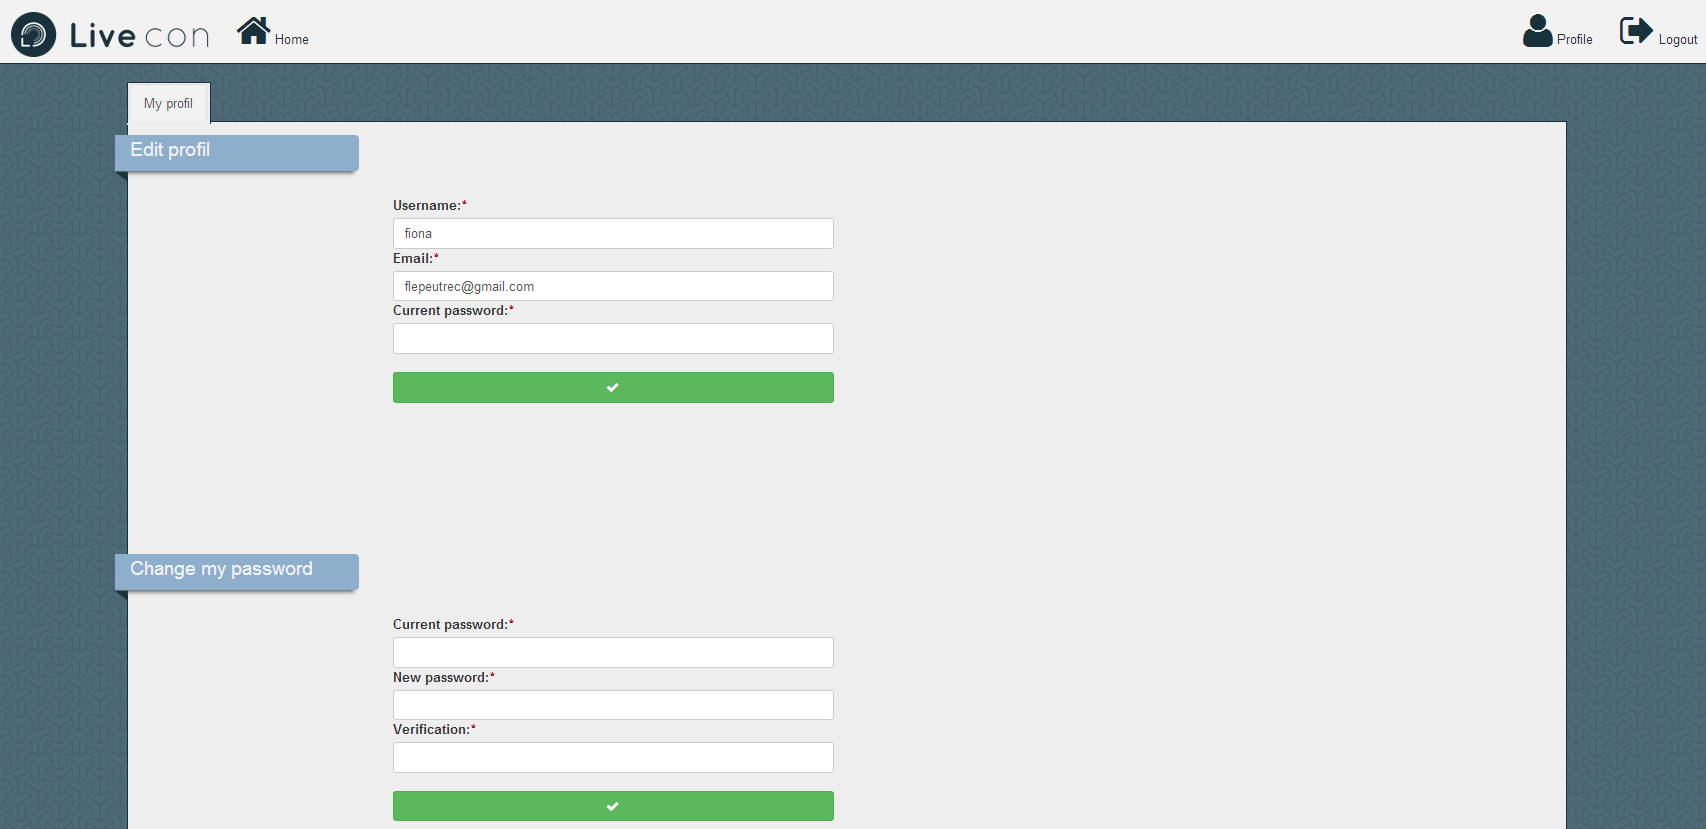 Live con
Home
Profile
Logout
My profil
Edit profil
Username:*
fiona
Email:*
flepeutrec@gmail.com
Current password:*
Change my password
Current password:*
New password:*
Verification:*